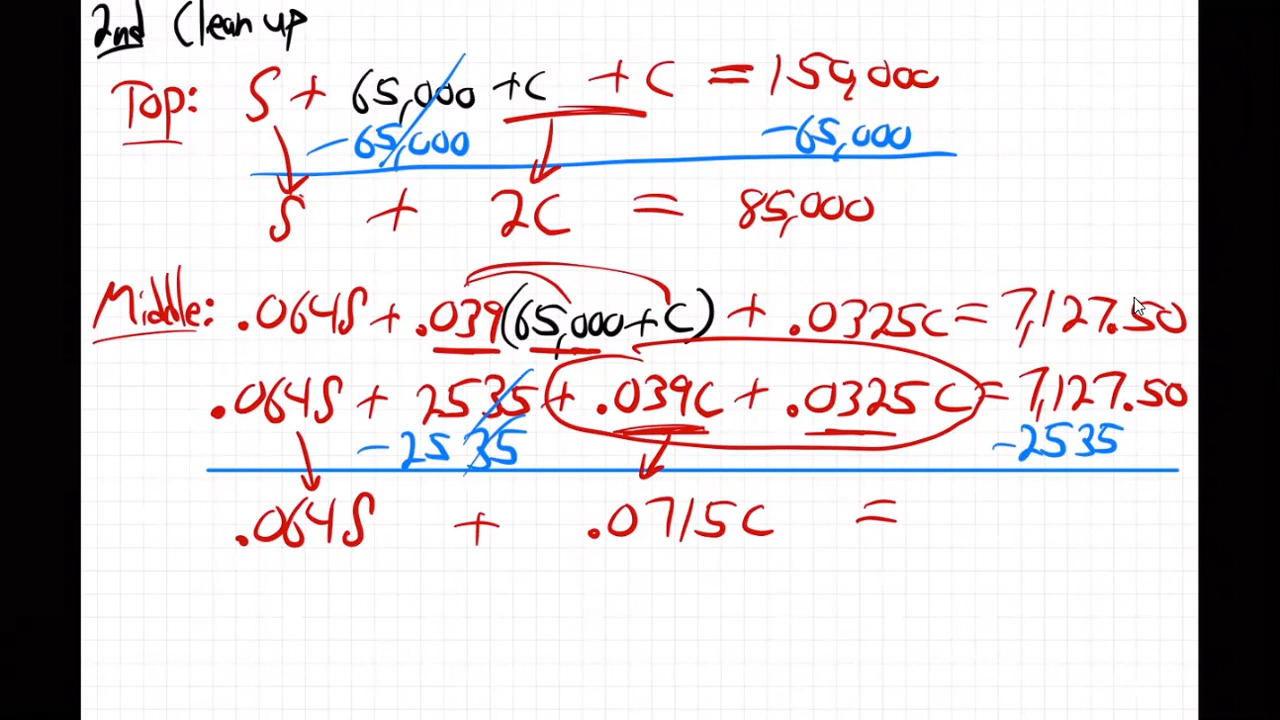 2nd Clean up
Top: S + 65,000 + C + C = 150,000
-65,000 -65,000
S + 2C = 85,000
Middle: .064S + .039(65,000+C) + .0325C = 7,127.50
.064S + 2535 + .039C + .0325C = 7,127.50
-2535 -2535
.064S + .0715C =